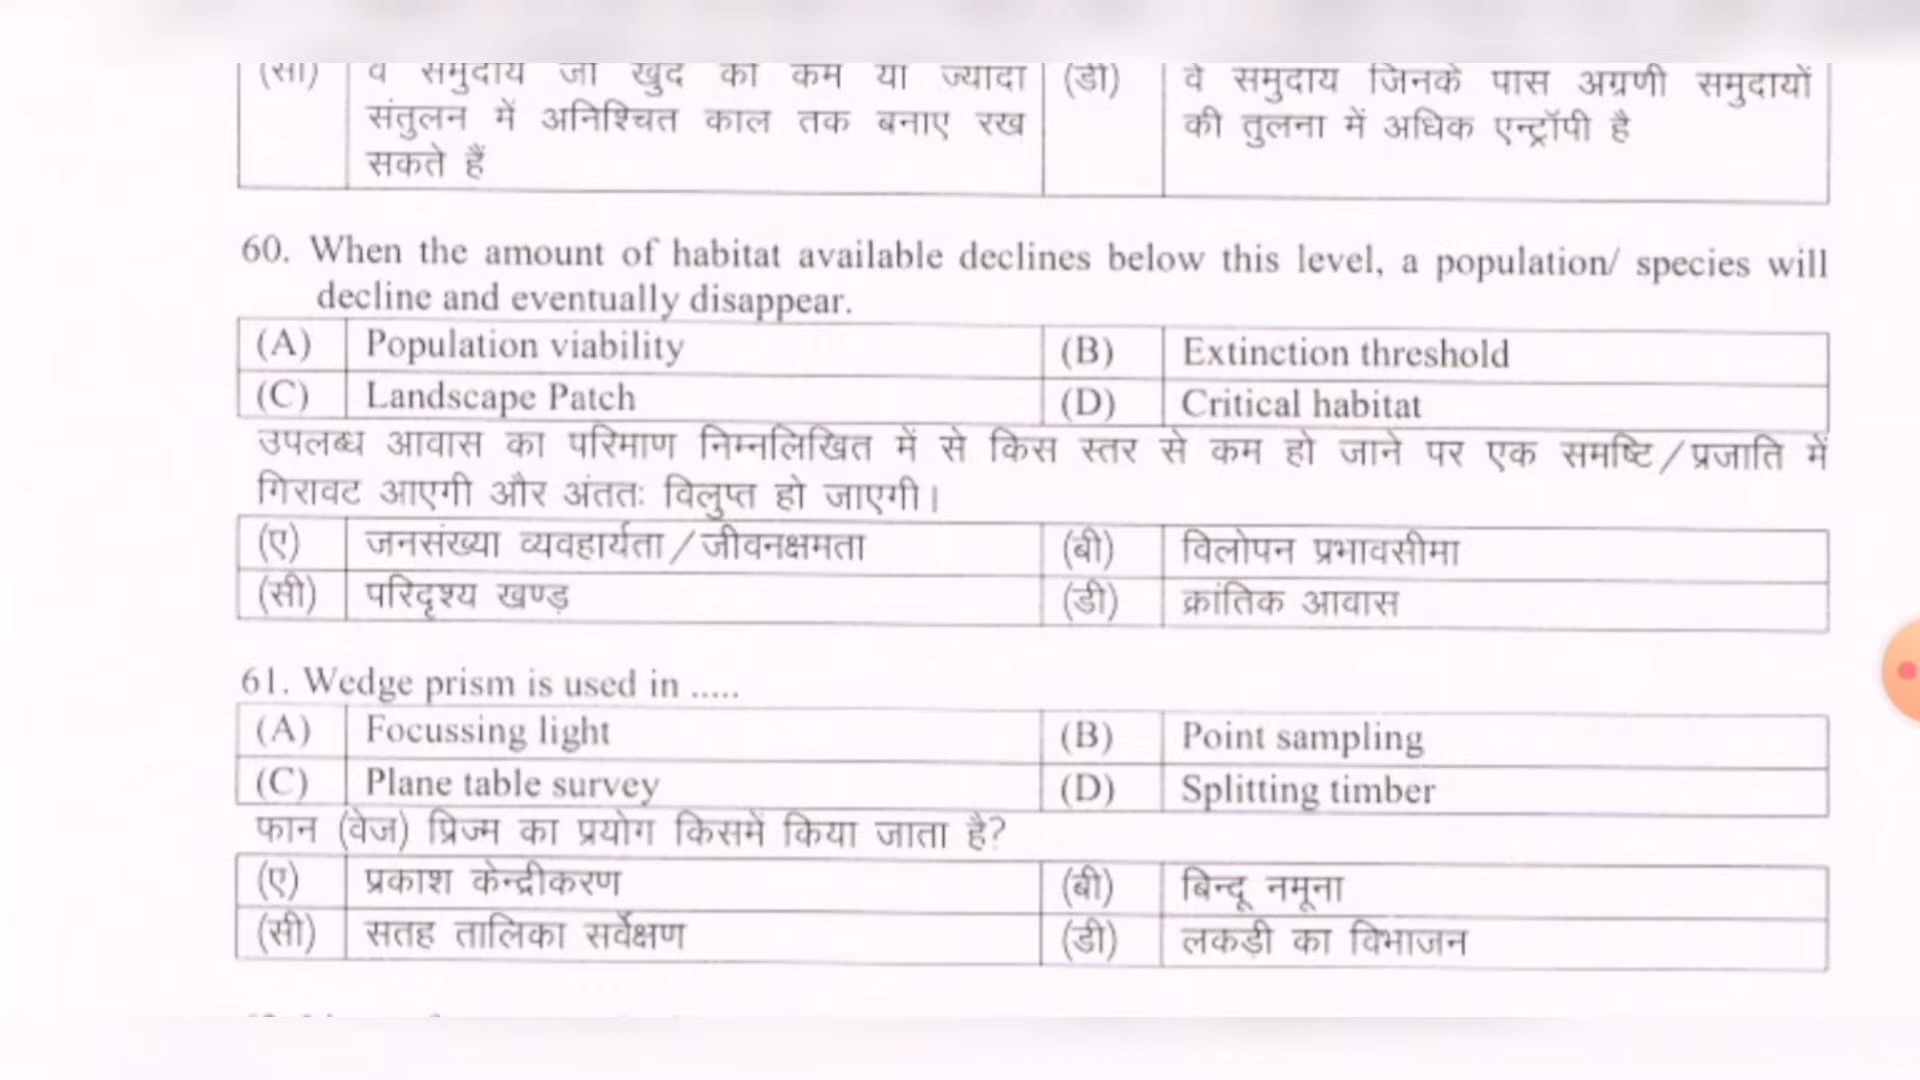 (सी) वे समुदाय जो खुद को कम या ज्यादा (डी) वे समुदाय जिनके पास अग्रणी समुदायों
संतुलन में अनिश्चित काल तक बनाए रख की तुलना में अधिक एन्ट्रॉपी है
सकते हैं
60. When the amount of habitat available declines below this level, a population/ species will
decline and eventually disappear.
(A) Population viability (B) Extinction threshold
(C) Landscape Patch (D) Critical habitat
उपलब्ध आवास का परिमाण निम्नलिखित में से किस स्तर से कम हो जाने पर एक समष्टि/प्रजाति में
गिरावट आएगी और अंततः विलुप्त हो जाएगी।
(ए) जनसंख्या व्यवहार्यता/जीवनक्षमता (बी) विलोपन प्रभावसीमा
(सी) परिदृश्य खण्ड़ (डी) क्रांतिक आवास
61. Wedge prism is used in .....
(A) Focussing light (B) Point sampling
(C) Plane table survey (D) Splitting timber
फान (वेज) प्रिज्म का प्रयोग किसमें किया जाता है?
(ए) प्रकाश केन्द्रीकरण (बी) बिन्दू नमूना
(सी) सतह तालिका सर्वेक्षण (डी) लकड़ी का विभाजन